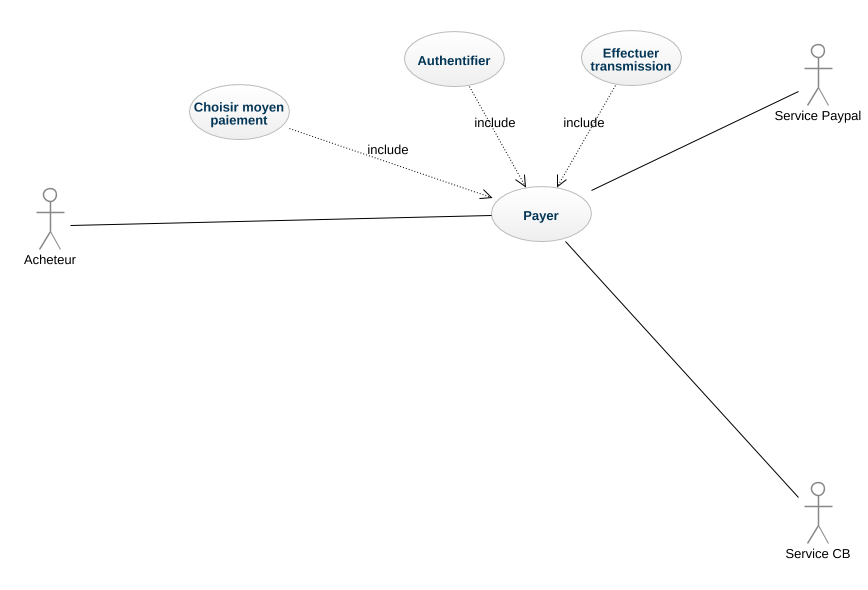 Authentifier
Effectuer
transmission
Choisir moyen
paiement
Service Paypal
include
include
include
Payer
Acheteur
Service CB